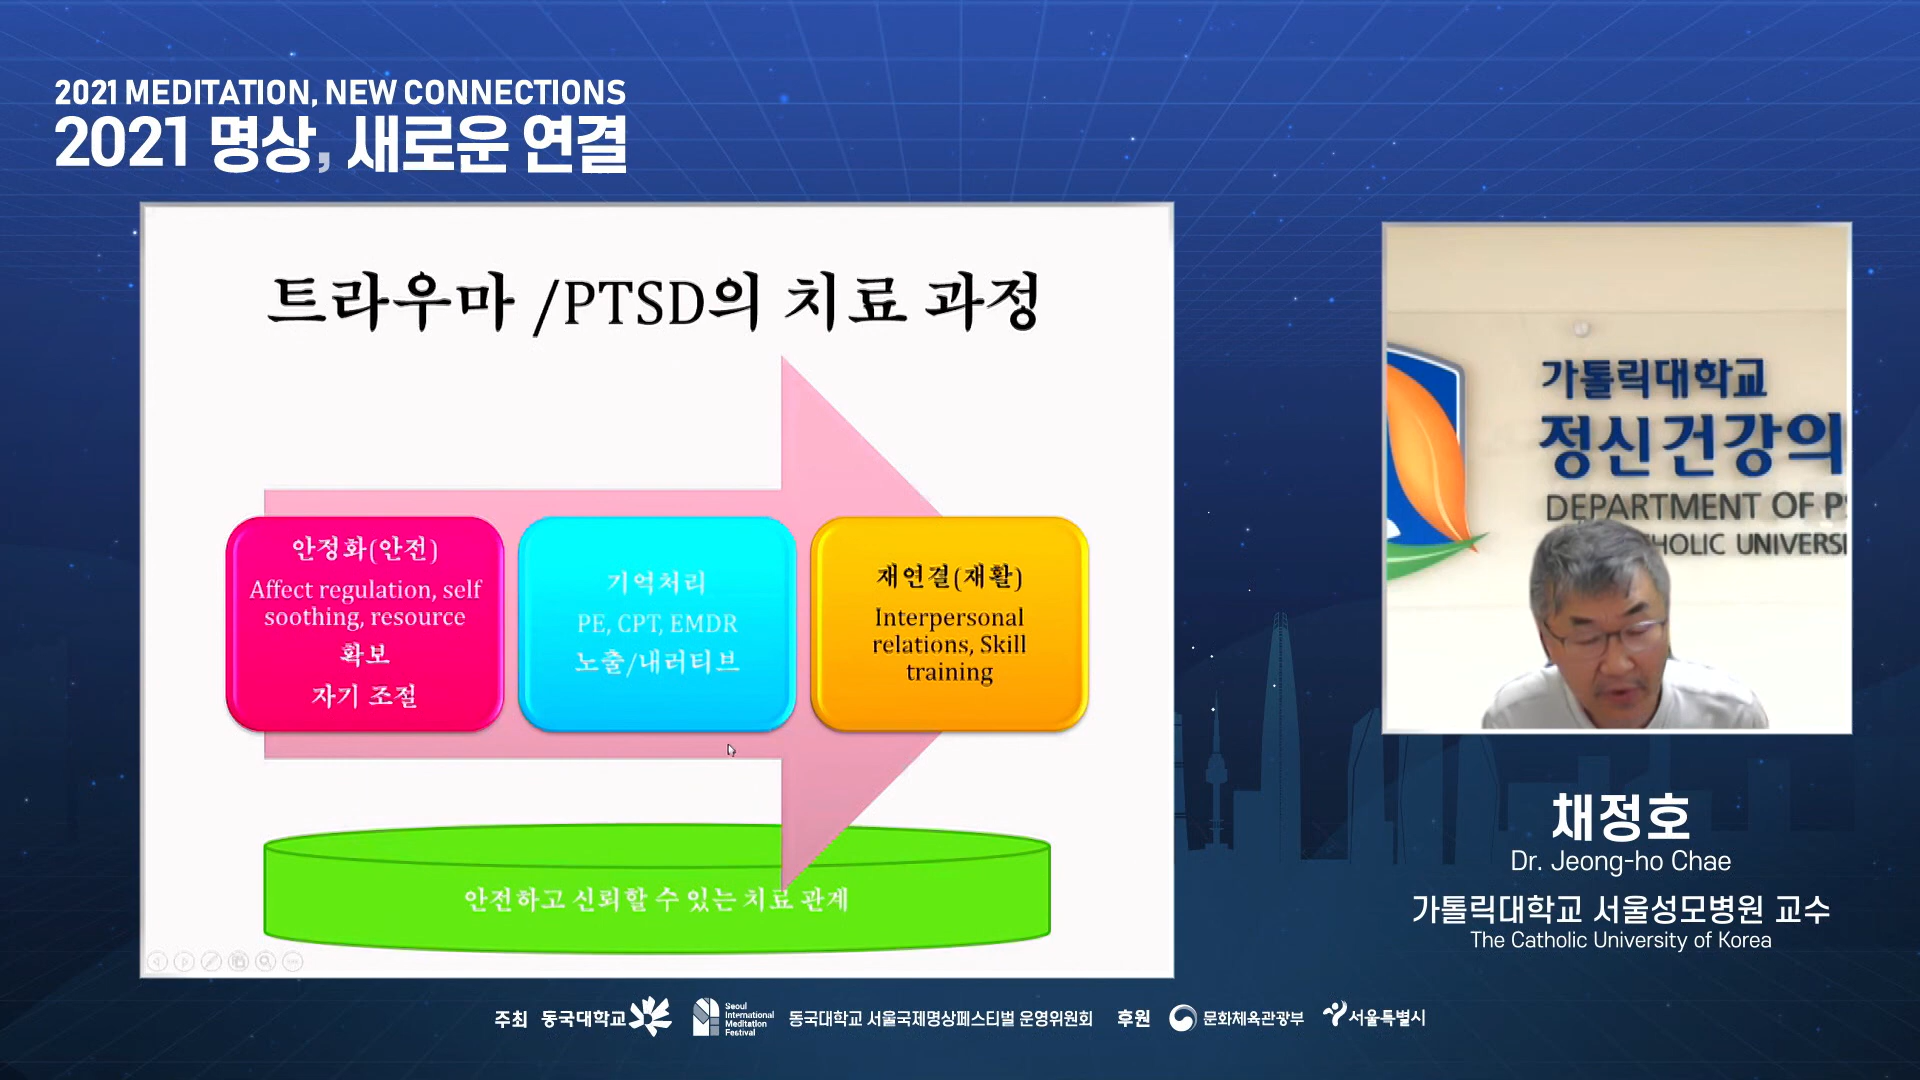 2021 MEDITATION, NEW CONNECTIONS
2021 명상, 새로운 연결
트라우마 /PTSD의 치료 과정
안정화(안전)
Affect regulation, self
soothing, resource
확보
자기 조절
기억처리
PE, CPT, EMDR
노출/내러티브
재연결(재활)
Interpersonal
relations, Skill
training
안전하고 신뢰할 수 있는 치료 관계
가톨릭대학교
정신건강의
DEPARTMENT OF PS
HOLIC UNIVERSI
채정호
Dr. Jeong-ho Chae
가톨릭대학교 서울성모병원 교수
The Catholic University of Korea
주최 동국대학교
Seoul
International
Meditation
Festival
동국대학교 서울국제명상페스티벌 운영위원회
후원 문화체육관광부 서울특별시